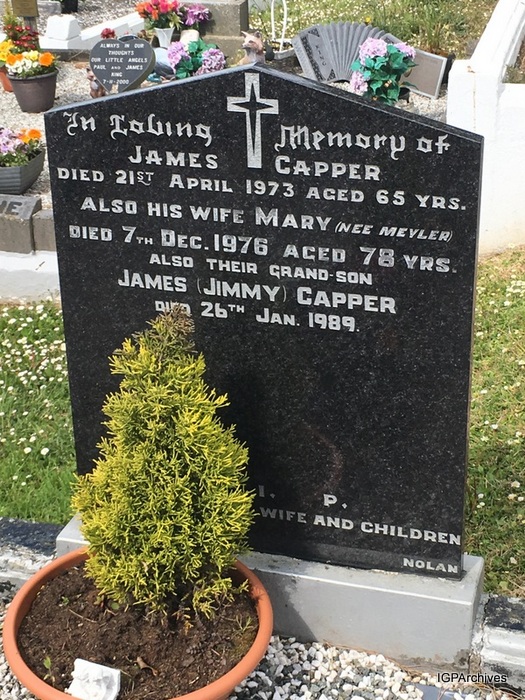 ALWAYS IN OUR
THOUGHTS
OUR LITTLE ANGELS
PAUL AND JAMES
KING
In Loving Memory of
JAMES CAPPER
DIED 21ST APRIL 1973 AGED 65 YRS.
ALSO HIS WIFE MARY (NEE MEYLER)
DIED 7TH DEC. 1976 AGED 78 YRS.
ALSO THEIR GRAND-SON
JAMES (JIMMY) CAPPER
DIED 26TH JAN. 1989.
I. P.
WIFE AND CHILDREN
NOLAN
IGPArchives